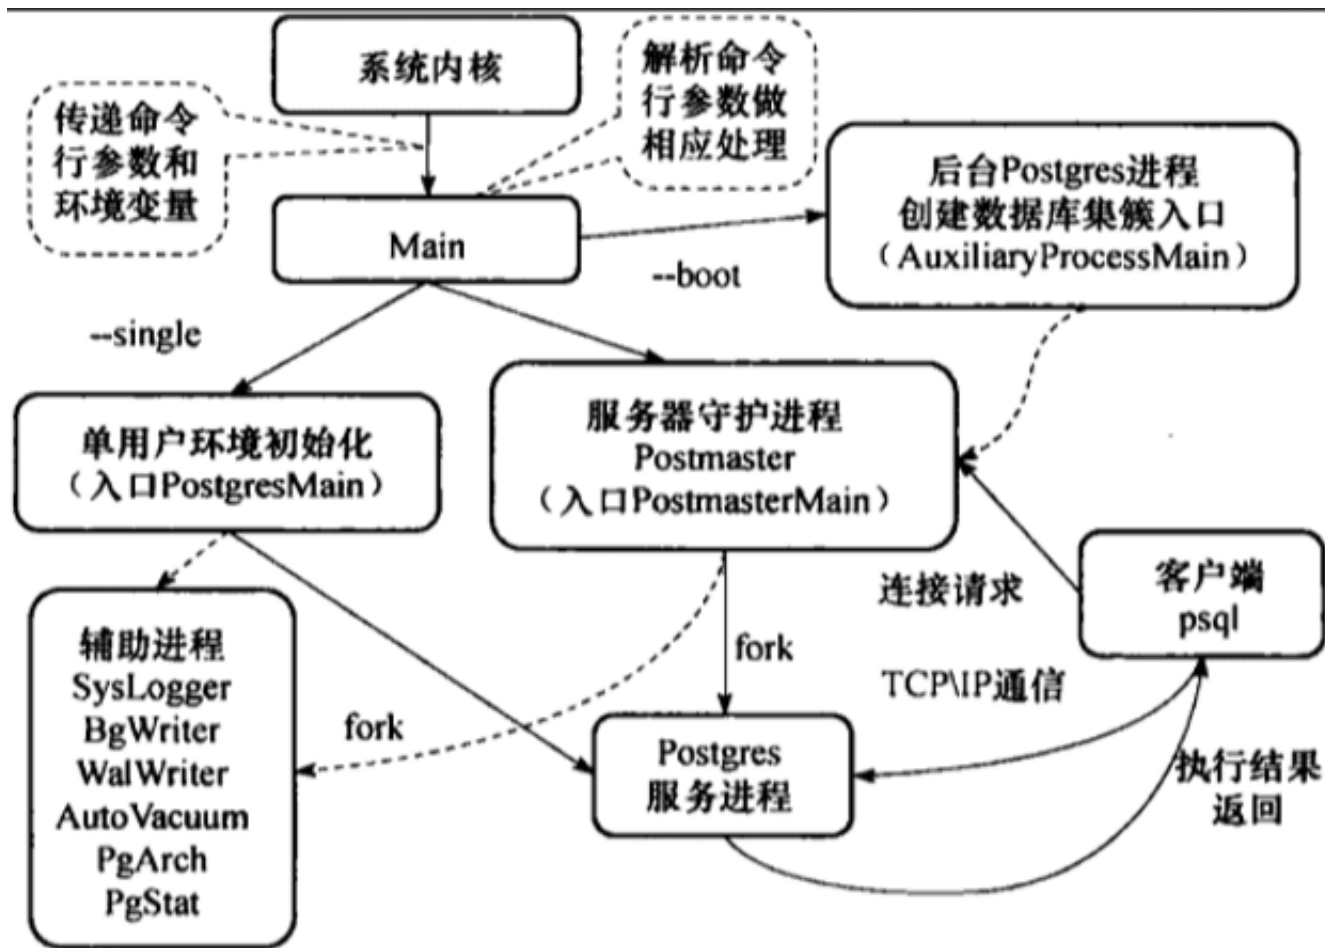 系统内核
解析命令
行参数做
相应处理
传递命令
行参数和
环境变量
后台Postgres进程
创建数据库集簇入口
（AuxiliaryProcessMain）
Main
--boot
--single
服务器守护进程
Postmaster
（入口PostmasterMain）
单用户环境初始化
（入口PostgresMain）
连接请求
客户端
psql
辅助进程
SysLogger
BgWriter
WalWriter
AutoVacuum
PgArch
PgStat
fork
fork
TCP\IP通信
Postgres
服务进程
执行结果
返回